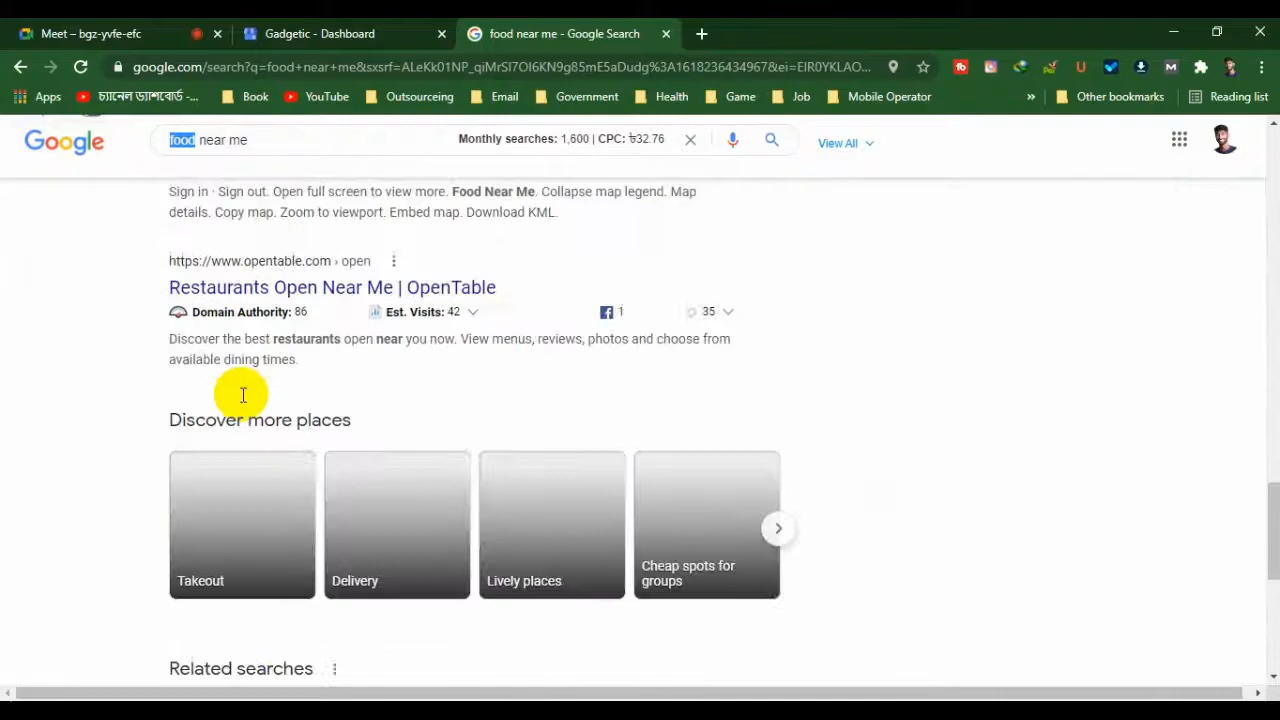 Meet – bgz-yvfe-efc
Gadgetic - Dashboard
food near me - Google Search
google.com/search?q=food+near+me&sxsrf=ALeKk01NP_qiMrSI7OI6KN9g85mE5aDudg%3A1618236434967&ei=EIR0YKLAO...
Apps
চ্যানেল ড্যাশবোর্ড -...
Book
YouTube
Outsourceing
Email
Government
Health
Game
Job
Mobile Operator
»
Other bookmarks
Reading list
Google
food near me
Monthly searches: 1,600 | CPC: ৳32.76
View All
Sign in · Sign out. Open full screen to view more. Food Near Me. Collapse map legend. Map
details. Copy map. Zoom to viewport. Embed map. Download KML.
https://www.opentable.com › open
Restaurants Open Near Me | OpenTable
Domain Authority: 86
Est. Visits: 42
1
35
Discover the best restaurants open near you now. View menus, reviews, photos and choose from
available dining times.
Discover more places
Takeout
Delivery
Lively places
Cheap spots for
groups
Related searches